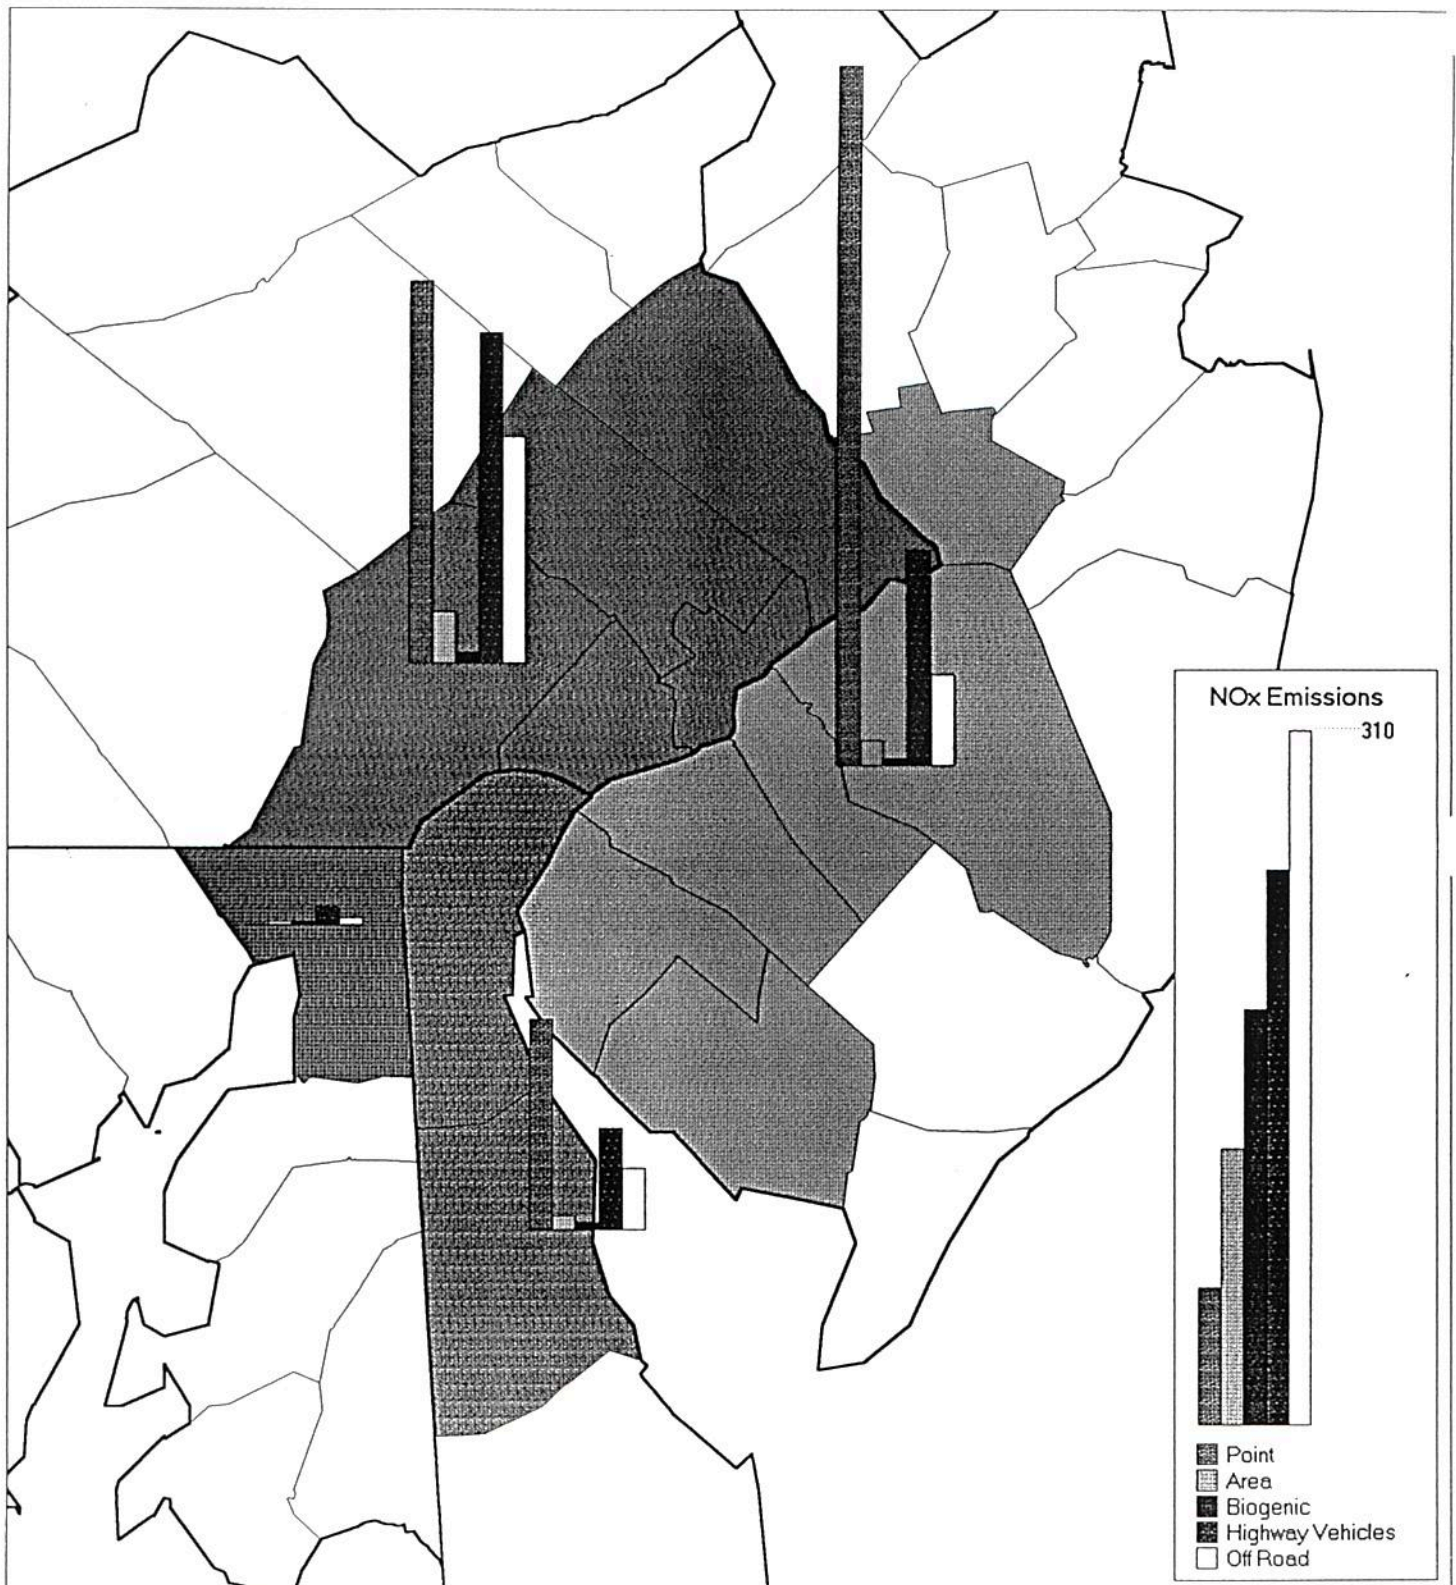 NOx Emissions
310
Point
Area
Biogenic
Highway Vehicles
Off Road